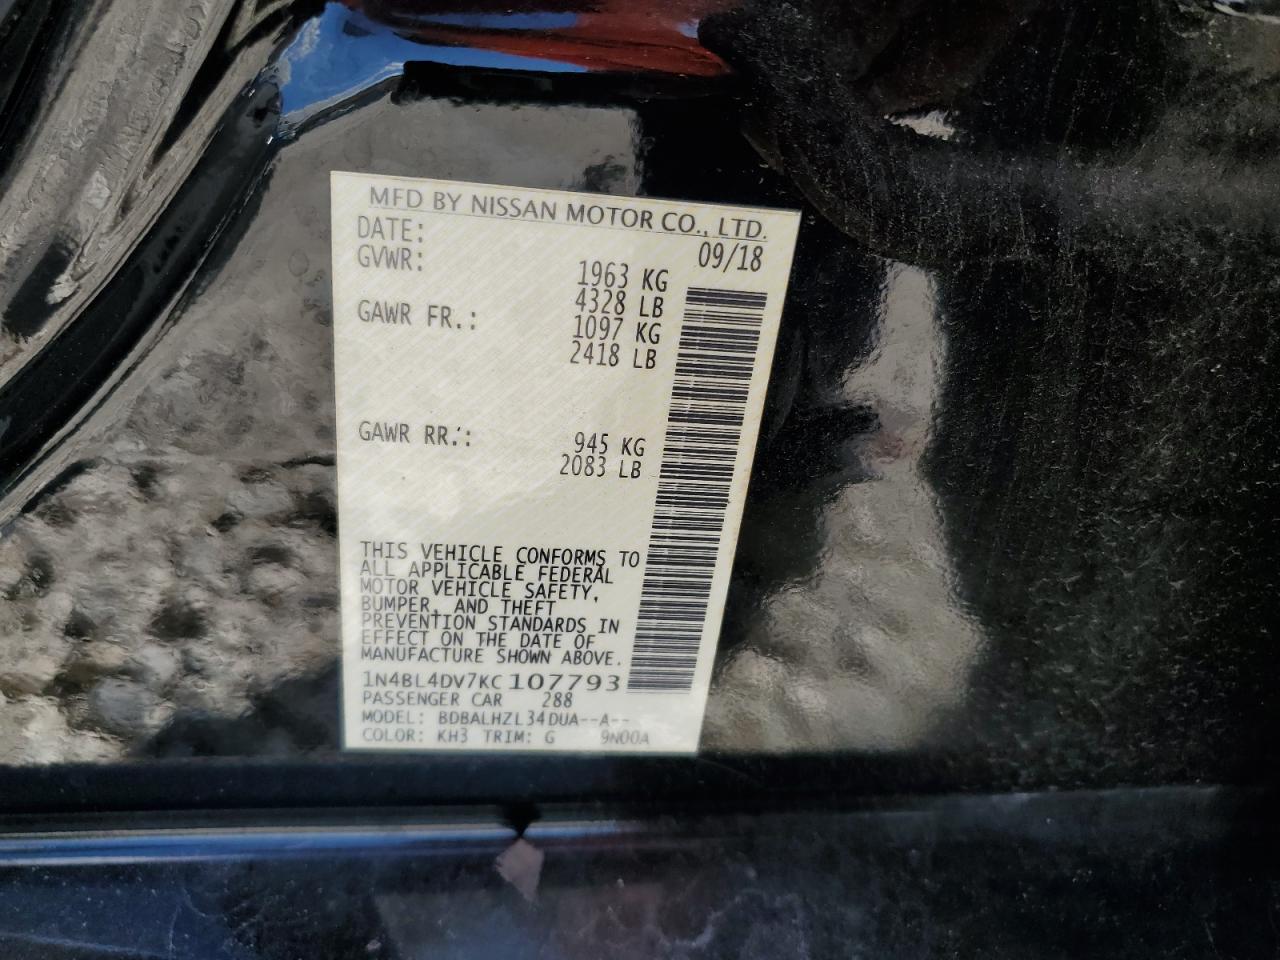 MFD BY NISSAN MOTOR CO., LTD.
DATE: 09/18
GVWR: 1963 KG
4328 LB
GAWR FR.: 1097 KG
2418 LB
GAWR RR.: 945 KG
2083 LB
THIS VEHICLE CONFORMS TO
ALL APPLICABLE FEDERAL
MOTOR VEHICLE SAFETY,
BUMPER, AND THEFT
PREVENTION STANDARDS IN
EFFECT ON THE DATE OF
MANUFACTURE SHOWN ABOVE.
1N4BL4DV7KC107793
PASSENGER CAR 288
MODEL: BDBALHZL34DUA--A--
COLOR: KH3 TRIM: G 9N00A